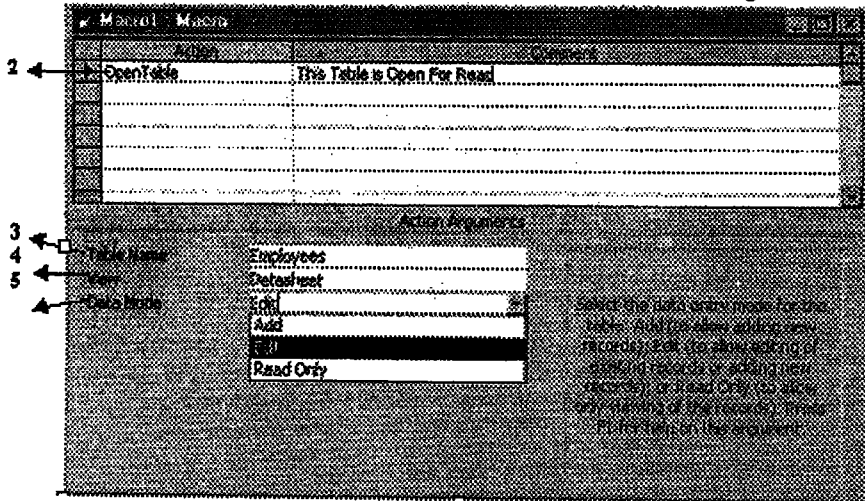 Macro1 : Macro
Action Comment
2 OpenTable This Table is Open For Read
Action Arguments
3
4 Table Name Employees
5 View Datasheet
Data Mode Edit
Add
Edit
Read Only
Select the data entry mode for the
table: Add (to allow adding new
records), Edit (to allow editing of
existing records or adding new
records), or Read Only (to allow
only viewing of the records). Press
F1 for help on this argument.